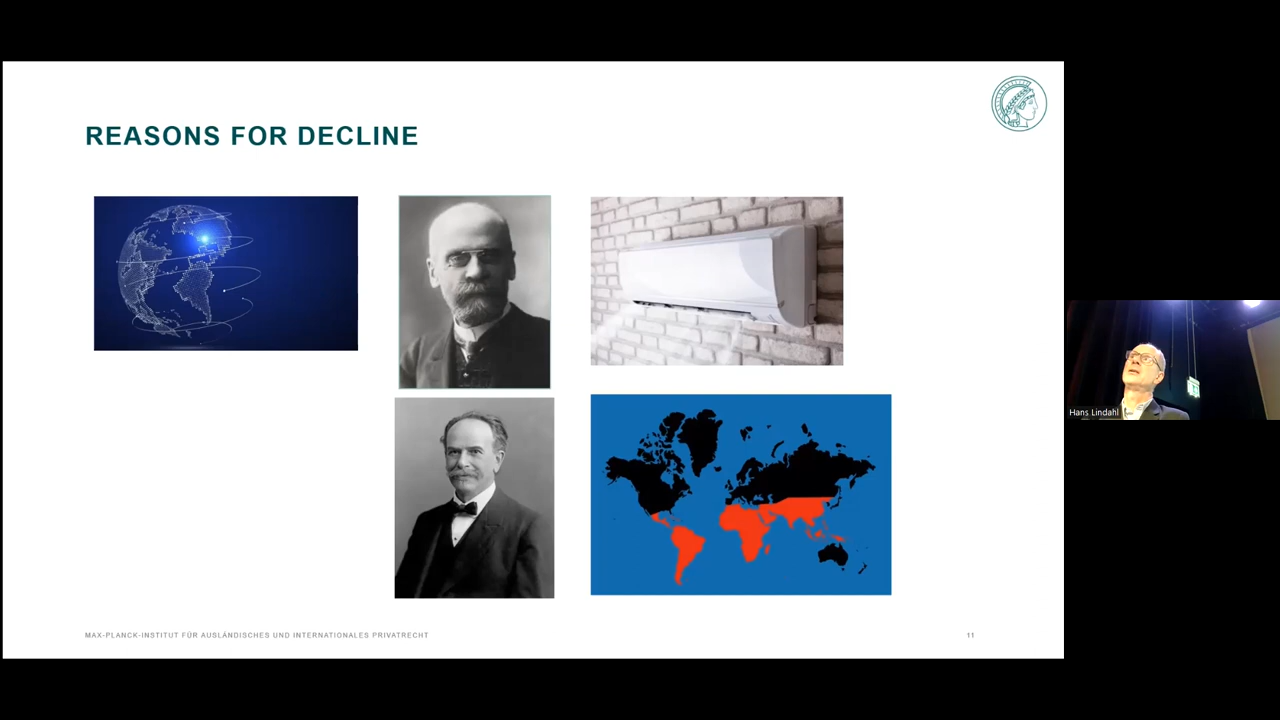 REASONS FOR DECLINE
Hans Lindahl
MAX-PLANCK-INSTITUT FÜR AUSLÄNDISCHES UND INTERNATIONALES PRIVATRECHT
11